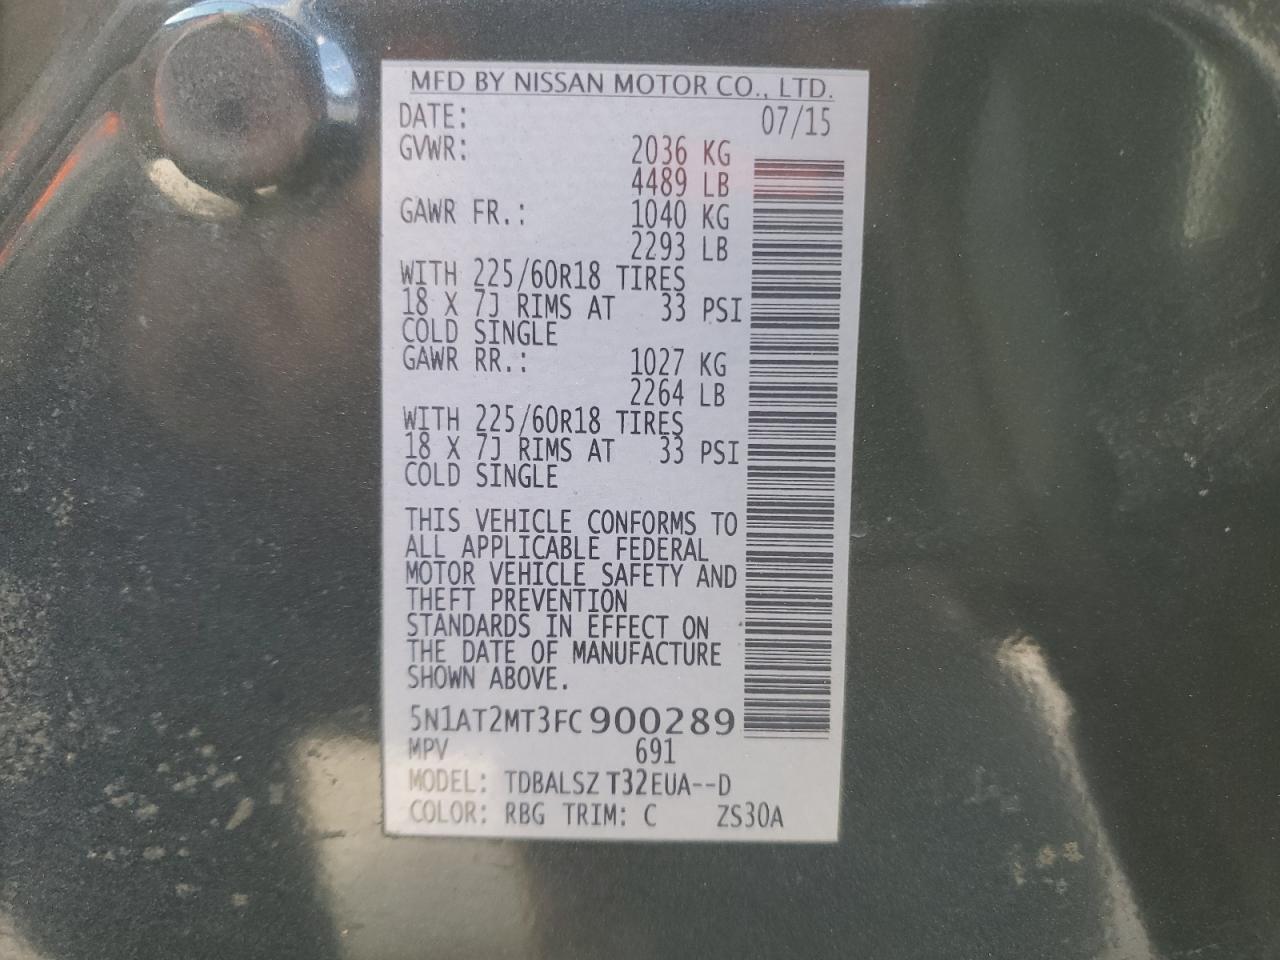 MFD BY NISSAN MOTOR CO., LTD.
DATE: 07/15
GVWR: 2036 KG
4489 LB
GAWR FR.: 1040 KG
2293 LB
WITH 225/60R18 TIRES
18 X 7J RIMS AT 33 PSI
COLD SINGLE
GAWR RR.: 1027 KG
2264 LB
WITH 225/60R18 TIRES
18 X 7J RIMS AT 33 PSI
COLD SINGLE
THIS VEHICLE CONFORMS TO
ALL APPLICABLE FEDERAL
MOTOR VEHICLE SAFETY AND
THEFT PREVENTION
STANDARDS IN EFFECT ON
THE DATE OF MANUFACTURE
SHOWN ABOVE.
5N1AT2MT3FC900289
MPV 691
MODEL: TDBALSZ T32EUA--D
COLOR: RBG TRIM: C ZS30A